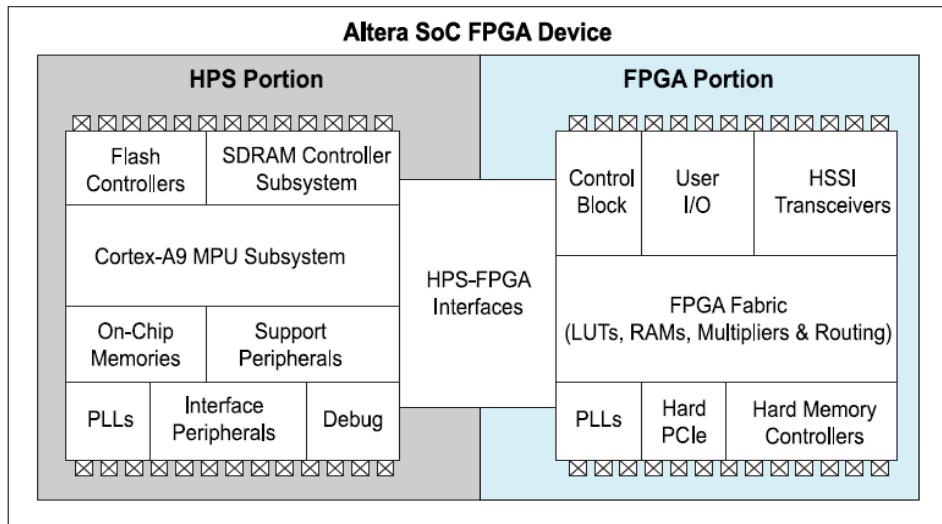 Altera SoC FPGA Device
HPS Portion
FPGA Portion
Flash
Controllers
SDRAM Controller
Subsystem
Cortex-A9 MPU Subsystem
On-Chip
Memories
Support
Peripherals
PLLs
Interface
Peripherals
Debug
HPS-FPGA
Interfaces
Control
Block
User
I/O
HSSI
Transceivers
FPGA Fabric
(LUTs, RAMs, Multipliers & Routing)
PLLs
Hard
PCIe
Hard Memory
Controllers